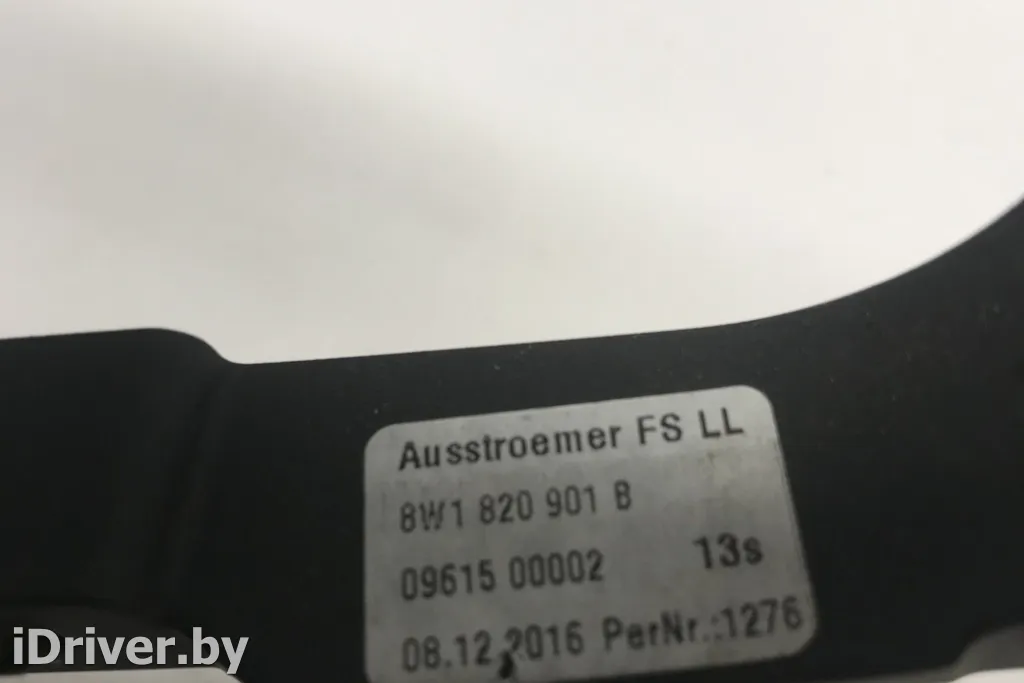 Ausstroemer FS LL
8W1 820 901 B
09615 00002 13s
08.12.2016 PerNr.:1276
iDriver.by